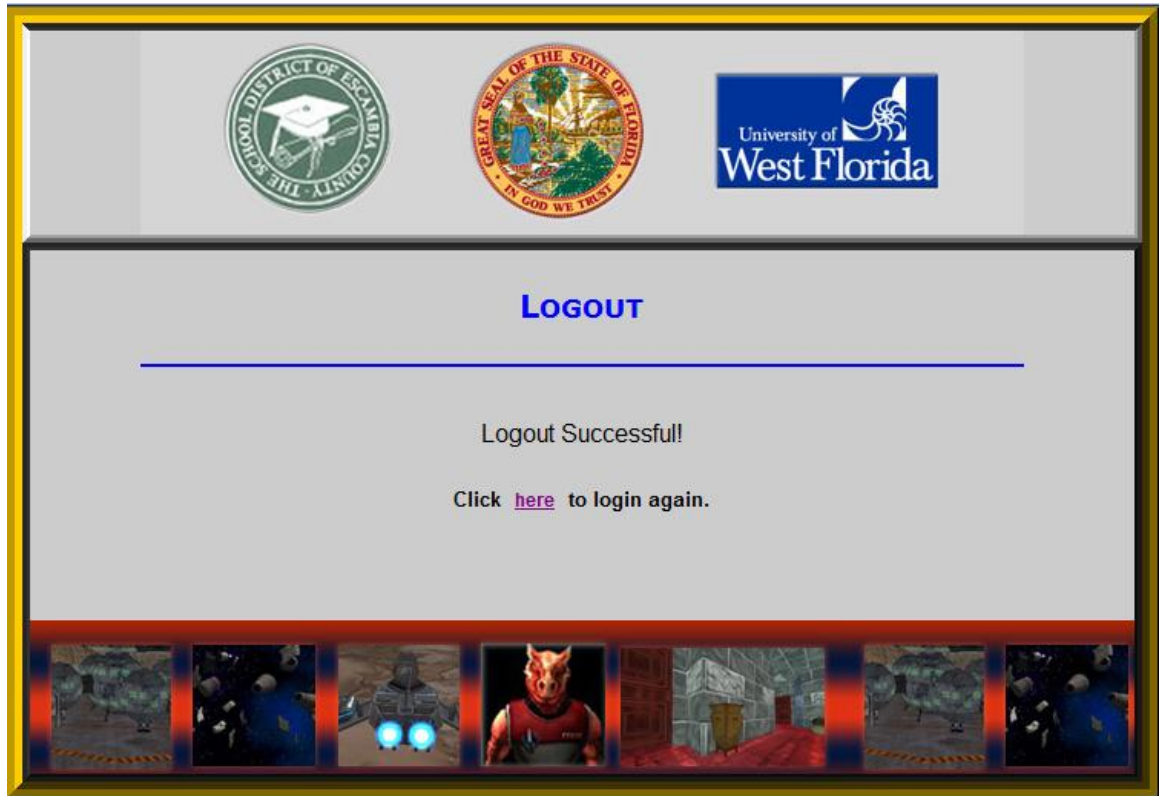 THE SCHOOL DISTRICT OF ESCAMBIA COUNTY
GREAT SEAL OF THE STATE OF FLORIDA
IN GOD WE TRUST
University of
West Florida
LOGOUT
Logout Successful!
Click here to login again.